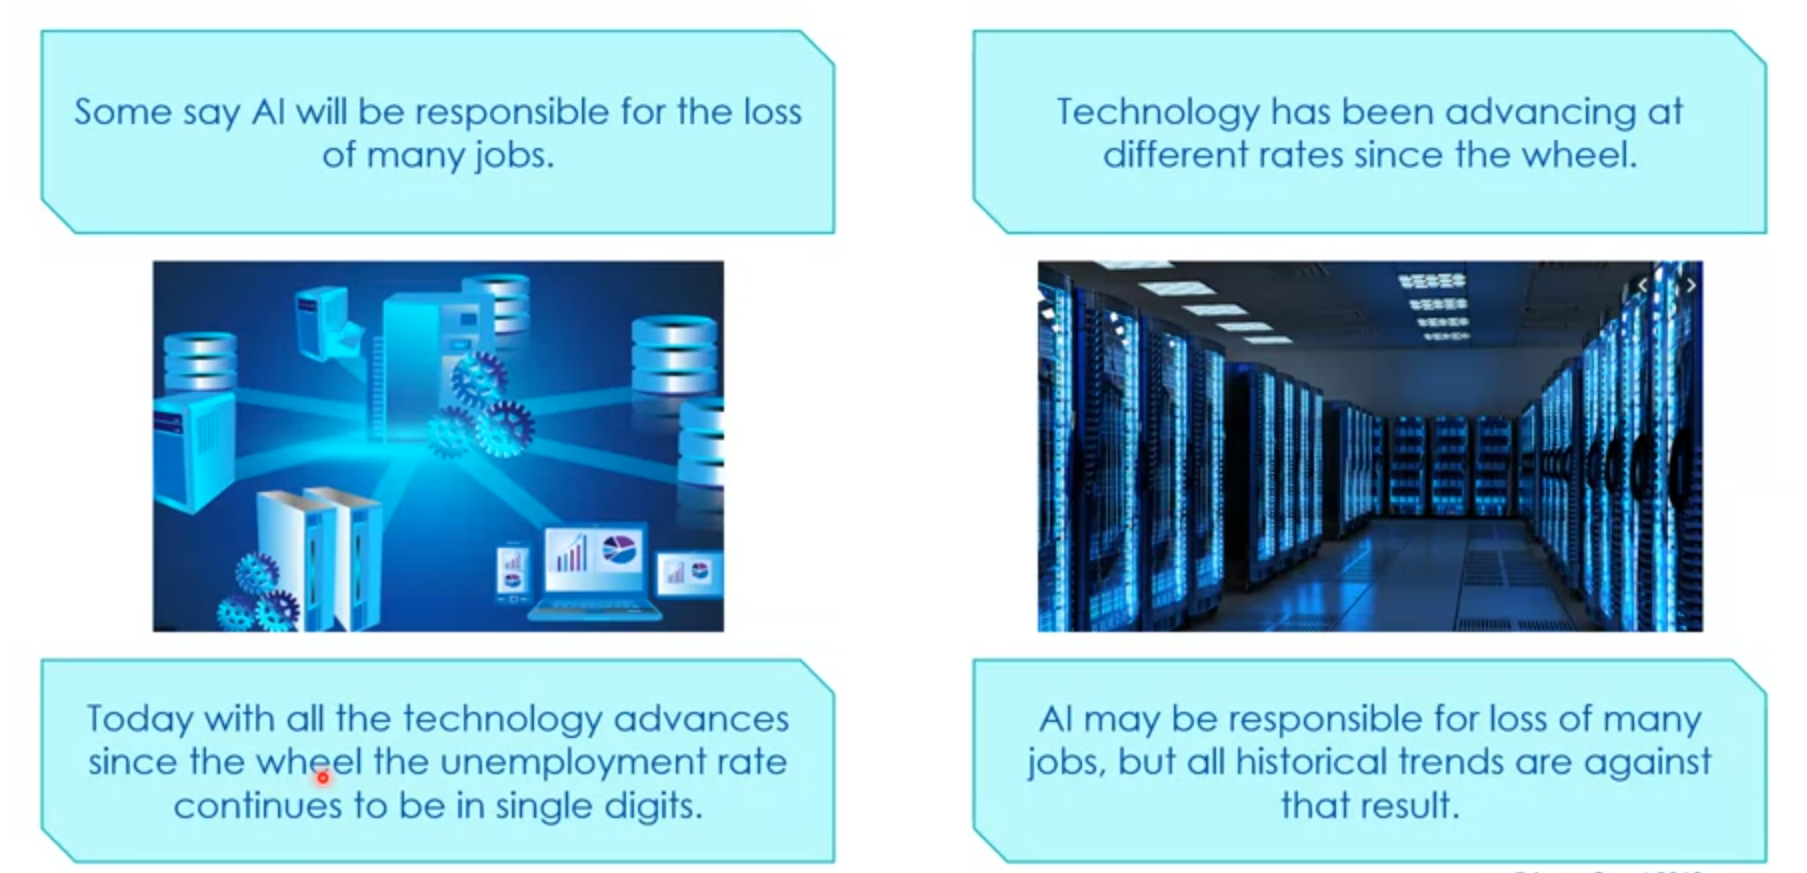 Some say AI will be responsible for the loss
of many jobs.
Technology has been advancing at
different rates since the wheel.
Today with all the technology advances
since the wheel the unemployment rate
continues to be in single digits.
AI may be responsible for loss of many
jobs, but all historical trends are against
that result.